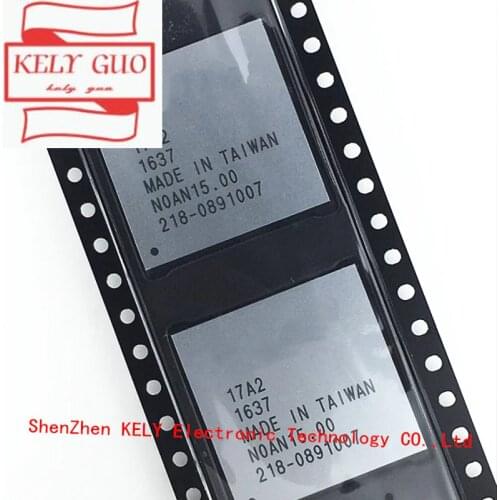 KELY GUO
kely guo
17A2
1637
MADE IN TAIWAN
N0AN15.00
218-0891007
17A2
1637
MADE IN TAIWAN
N0AN15.00
218-0891007
ShenZhen KELY Electronic Technology CO.,Ltd